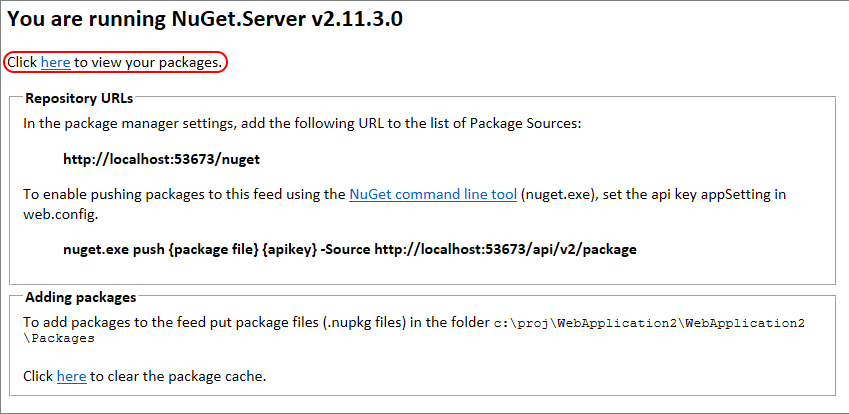 You are running NuGet.Server v2.11.3.0
Click here to view your packages.
Repository URLs
In the package manager settings, add the following URL to the list of Package Sources:
http://localhost:53673/nuget
To enable pushing packages to this feed using the NuGet command line tool (nuget.exe), set the api key appSetting in
web.config.
nuget.exe push {package file} {apikey} -Source http://localhost:53673/api/v2/package
Adding packages
To add packages to the feed put package files (.nupkg files) in the folder c:\proj\WebApplication2\WebApplication2
\Packages
Click here to clear the package cache.